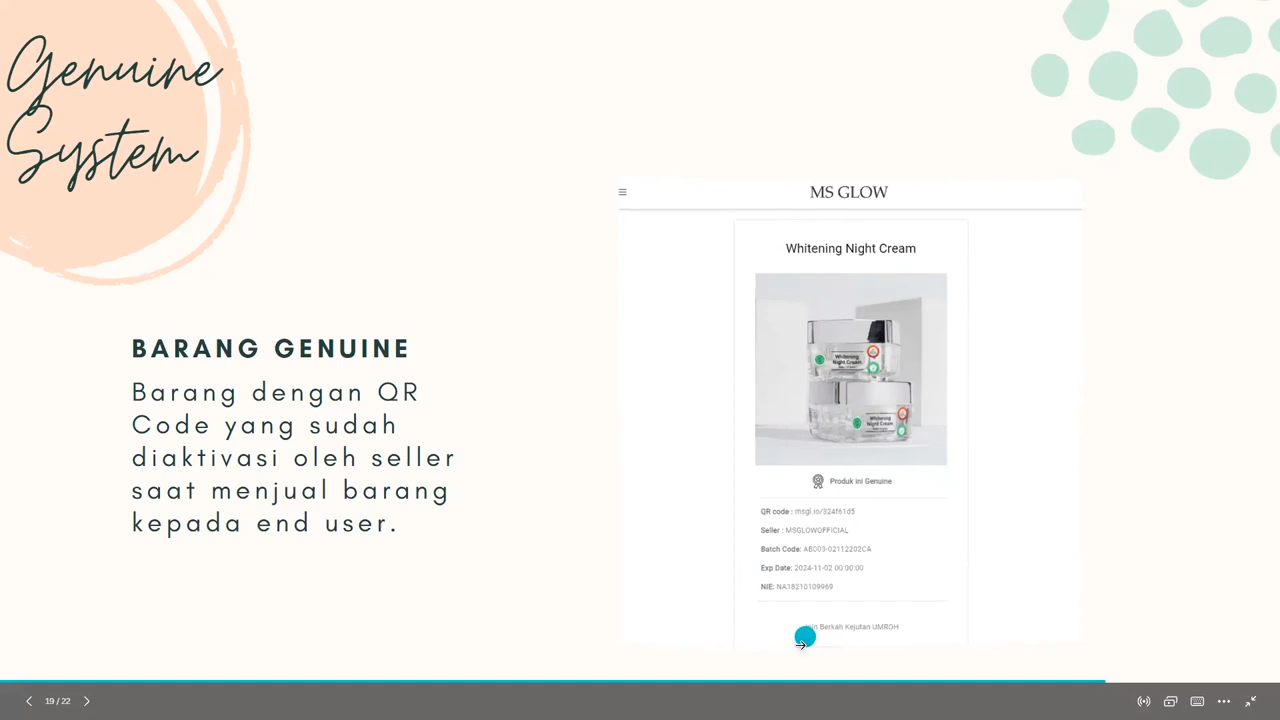 Genuine
System
MS GLOW
Whitening Night Cream
Whitening
Night Cream
Whitening
Night Cream
Produk ini Genuine
BARANG GENUINE
Barang dengan QR
Code yang sudah
diaktivasi oleh seller
saat menjual barang
kepada end user.
QR code : msgl.io/324f61d5
Seller : MSGLOWOFFICIAL
Batch Code: AB003-02112202CA
Exp Date: 2024-11-02 00:00:00
NIE: NA18210109969
Berkah Kejutan UMROH
19 / 22